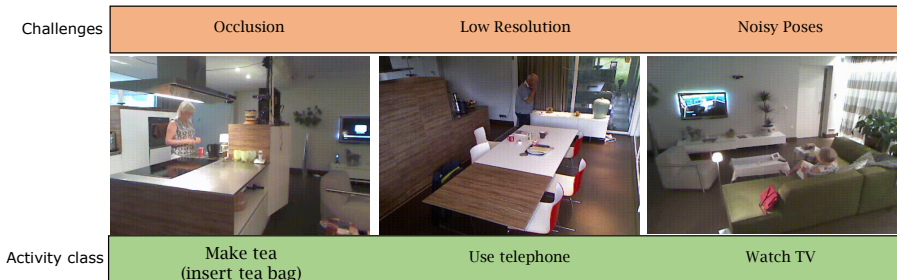 Challenges
Occlusion
Low Resolution
Noisy Poses
Activity class
Make tea
(insert tea bag)
Use telephone
Watch TV